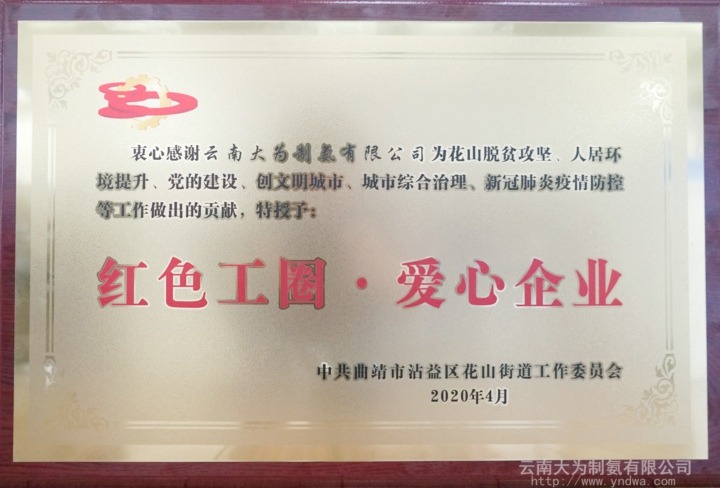 衷心感谢云南大为制氨有限公司为花山脱贫攻坚、人居环
境提升、党的建设、创文明城市、城市综合治理、新冠肺炎疫情防控
等工作做出的贡献，特授予：
红色工圈·爱心企业
中共曲靖市沾益区花山街道工作委员会
2020年4月
云南大为制氨有限公司
http://www.yndwa.com